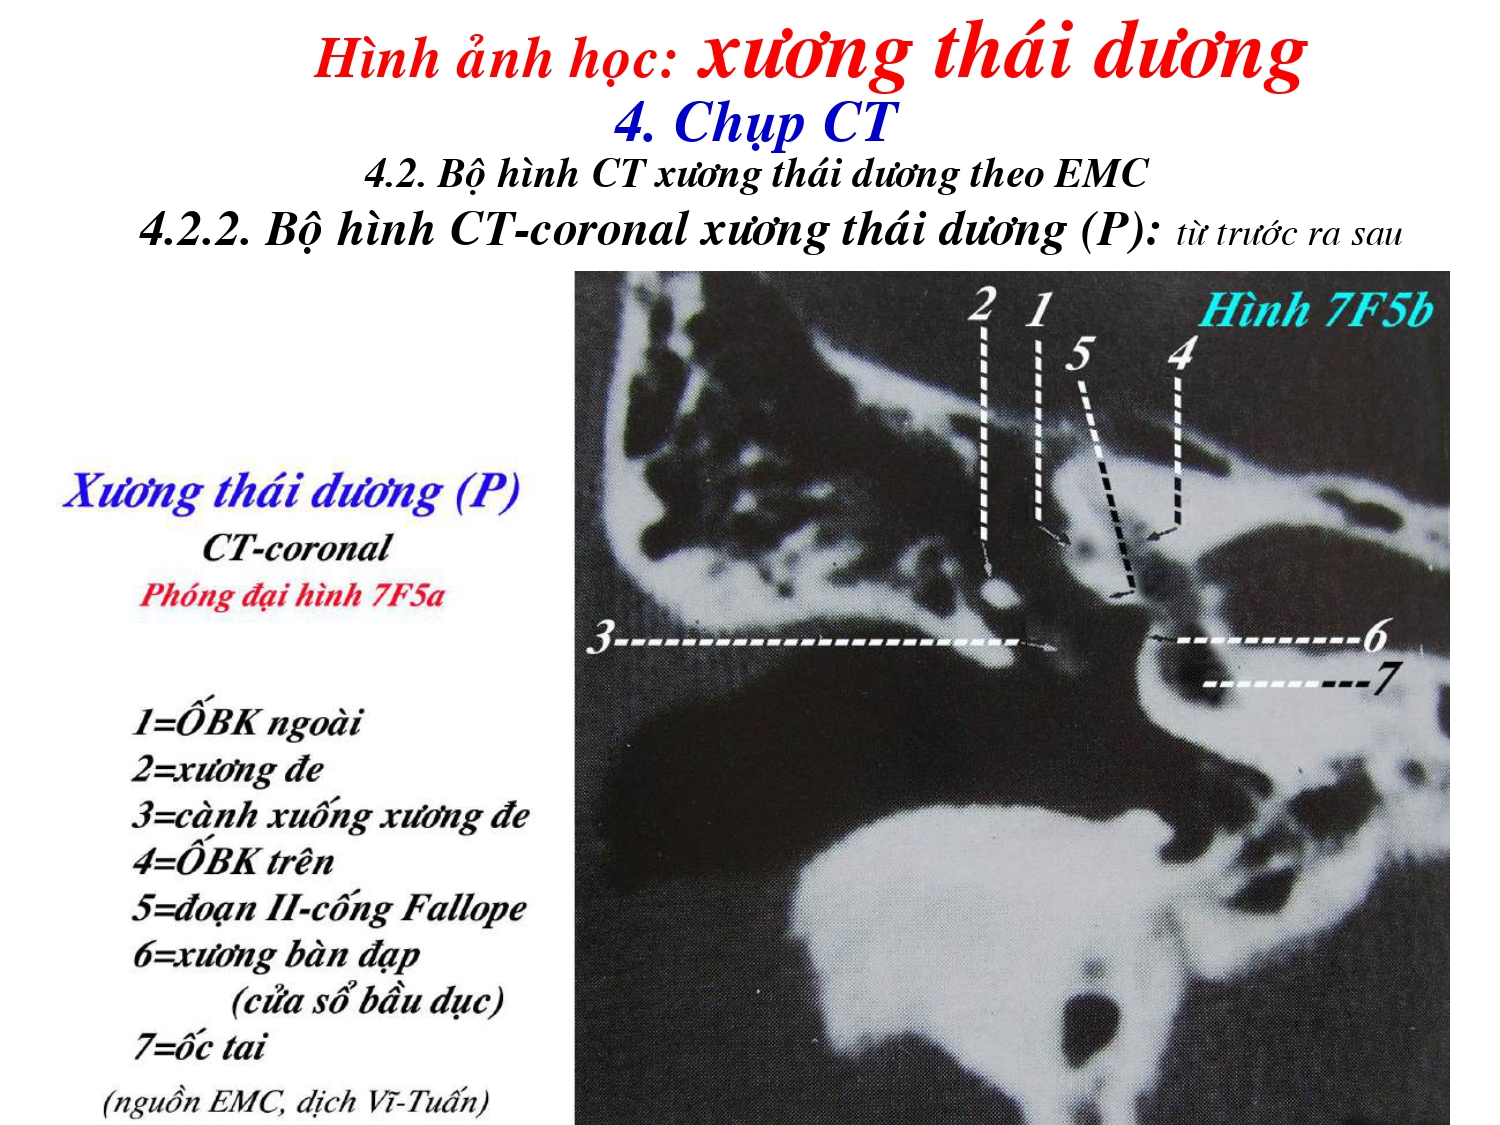 Hình ảnh học: xương thái dương
4. Chụp CT
4.2. Bộ hình CT xương thái dương theo EMC
4.2.2. Bộ hình CT-coronal xương thái dương (P): từ trước ra sau
Hình 7F5b
2
1
5
4
Xương thái dương (P)
CT-coronal
Phóng đại hình 7F5a
3
6
7
1=ỐBK ngoài
2=xương đe
3=cành xuống xương đe
4=ỐBK trên
5=đoạn II-cống Fallope
6=xương bàn đạp
(cửa sổ bầu dục)
7=ốc tai
(nguồn EMC, dịch Vĩ-Tuấn)